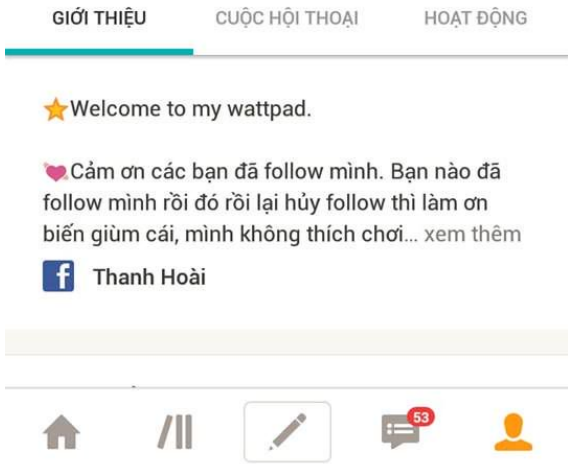 GIỚI THIỆU CUỘC HỘI THOẠI HOẠT ĐỘNG
⭐Welcome to my wattpad.
💘Cảm ơn các bạn đã follow mình. Bạn nào đã
follow mình rồi đó rồi lại hủy follow thì làm ơn
biến giùm cái, mình không thích chơi... xem thêm
Thanh Hoài
53